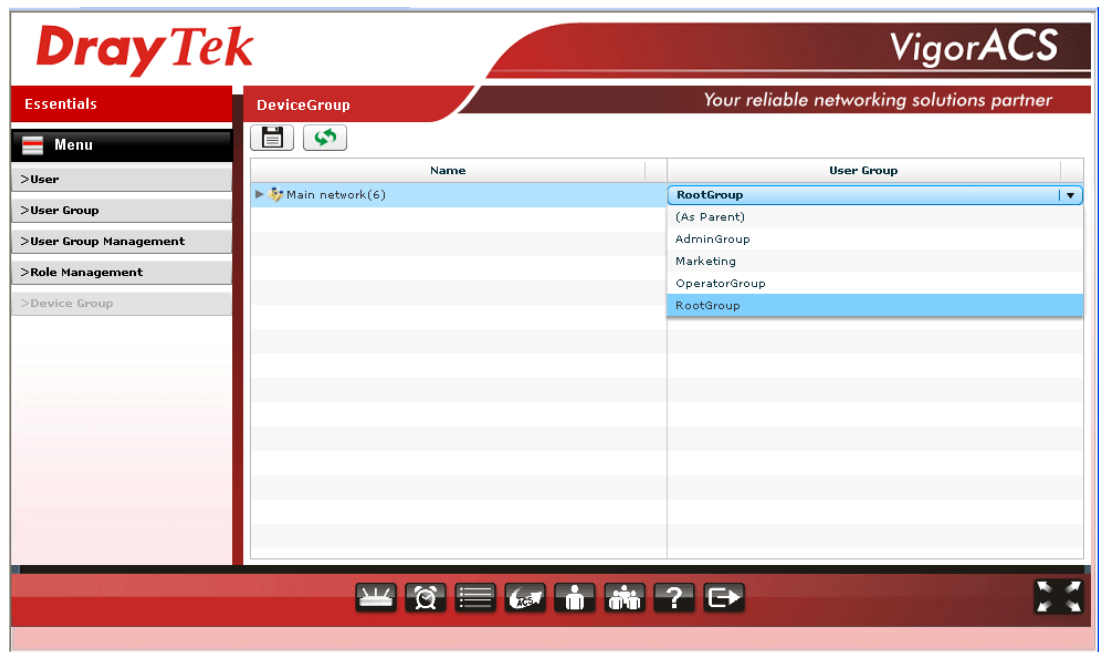 DrayTek
VigorACS
Essentials
DeviceGroup
Your reliable networking solutions partner
Menu
>User
>User Group
>User Group Management
>Role Management
>Device Group
Name
User Group
Main network(6)
RootGroup
(As Parent)
AdminGroup
Marketing
OperatorGroup
RootGroup
ACS
?